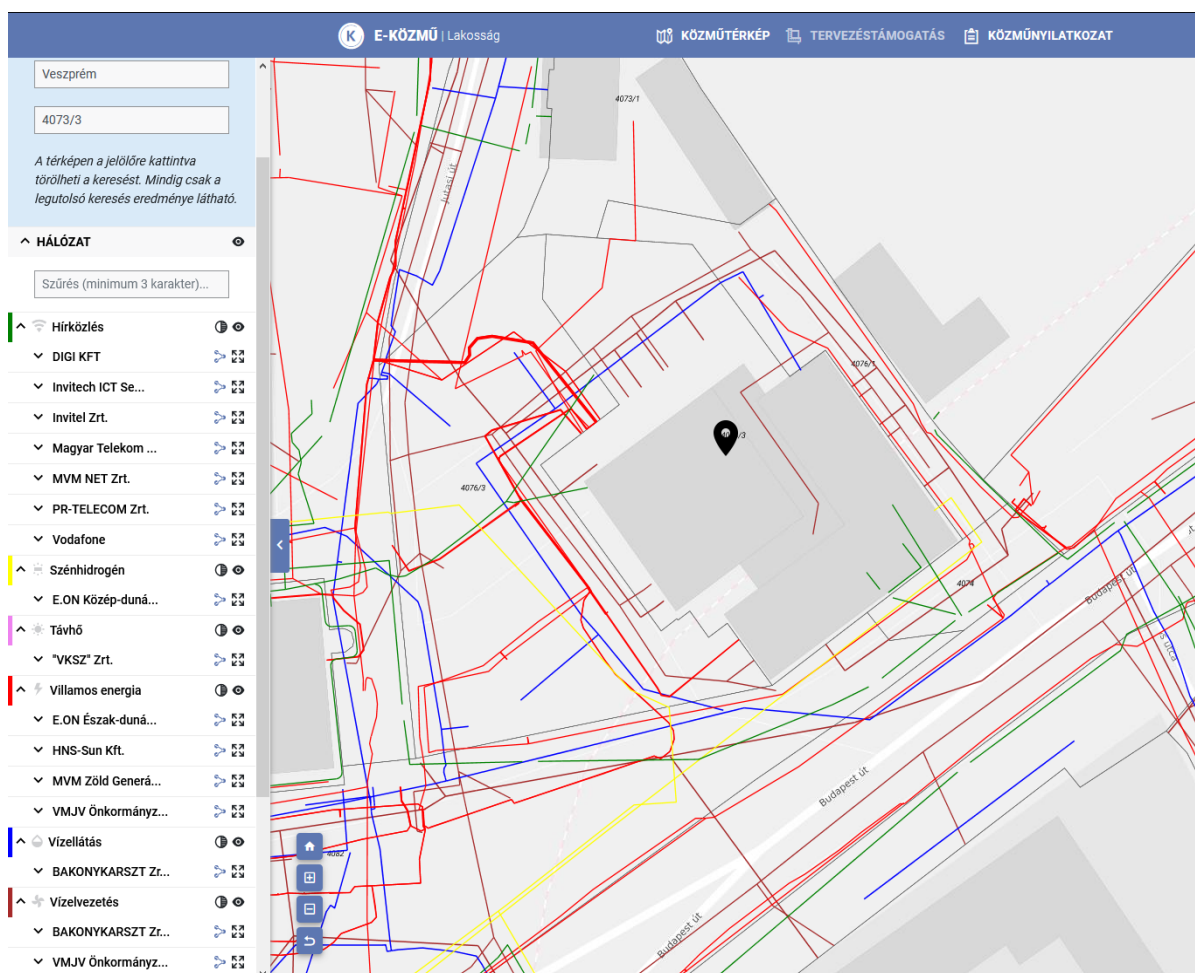 K E-KÖZMŰ | Lakosság
KÖZMŰTÉRKÉP
TERVEZÉSTÁMOGATÁS
KÖZMŰNYILATKOZAT
Veszprém
4073/3
A térképen a jelölőre kattintva
törölheti a keresést. Mindig csak a
legutolsó keresés eredménye látható.
HÁLÓZAT
Szűrés (minimum 3 karakter)...
Hírközlés
DIGI KFT
Invitech ICT Se...
Invitel Zrt.
Magyar Telekom ...
MVM NET Zrt.
PR-TELECOM Zrt.
Vodafone
Szénhidrogén
E.ON Közép-duná...
Távhő
"VKSZ" Zrt.
Villamos energia
E.ON Észak-duná...
HNS-Sun Kft.
MVM Zöld Generá...
VMJV Önkormányz...
Vízellátás
BAKONYKARSZT Zr...
Vízelvezetés
BAKONYKARSZT Zr...
VMJV Önkormányz...
4073/1
Jutasi út
4076/1
4076/3
4074
Budapest út
Budapest út
Budapest út
4082